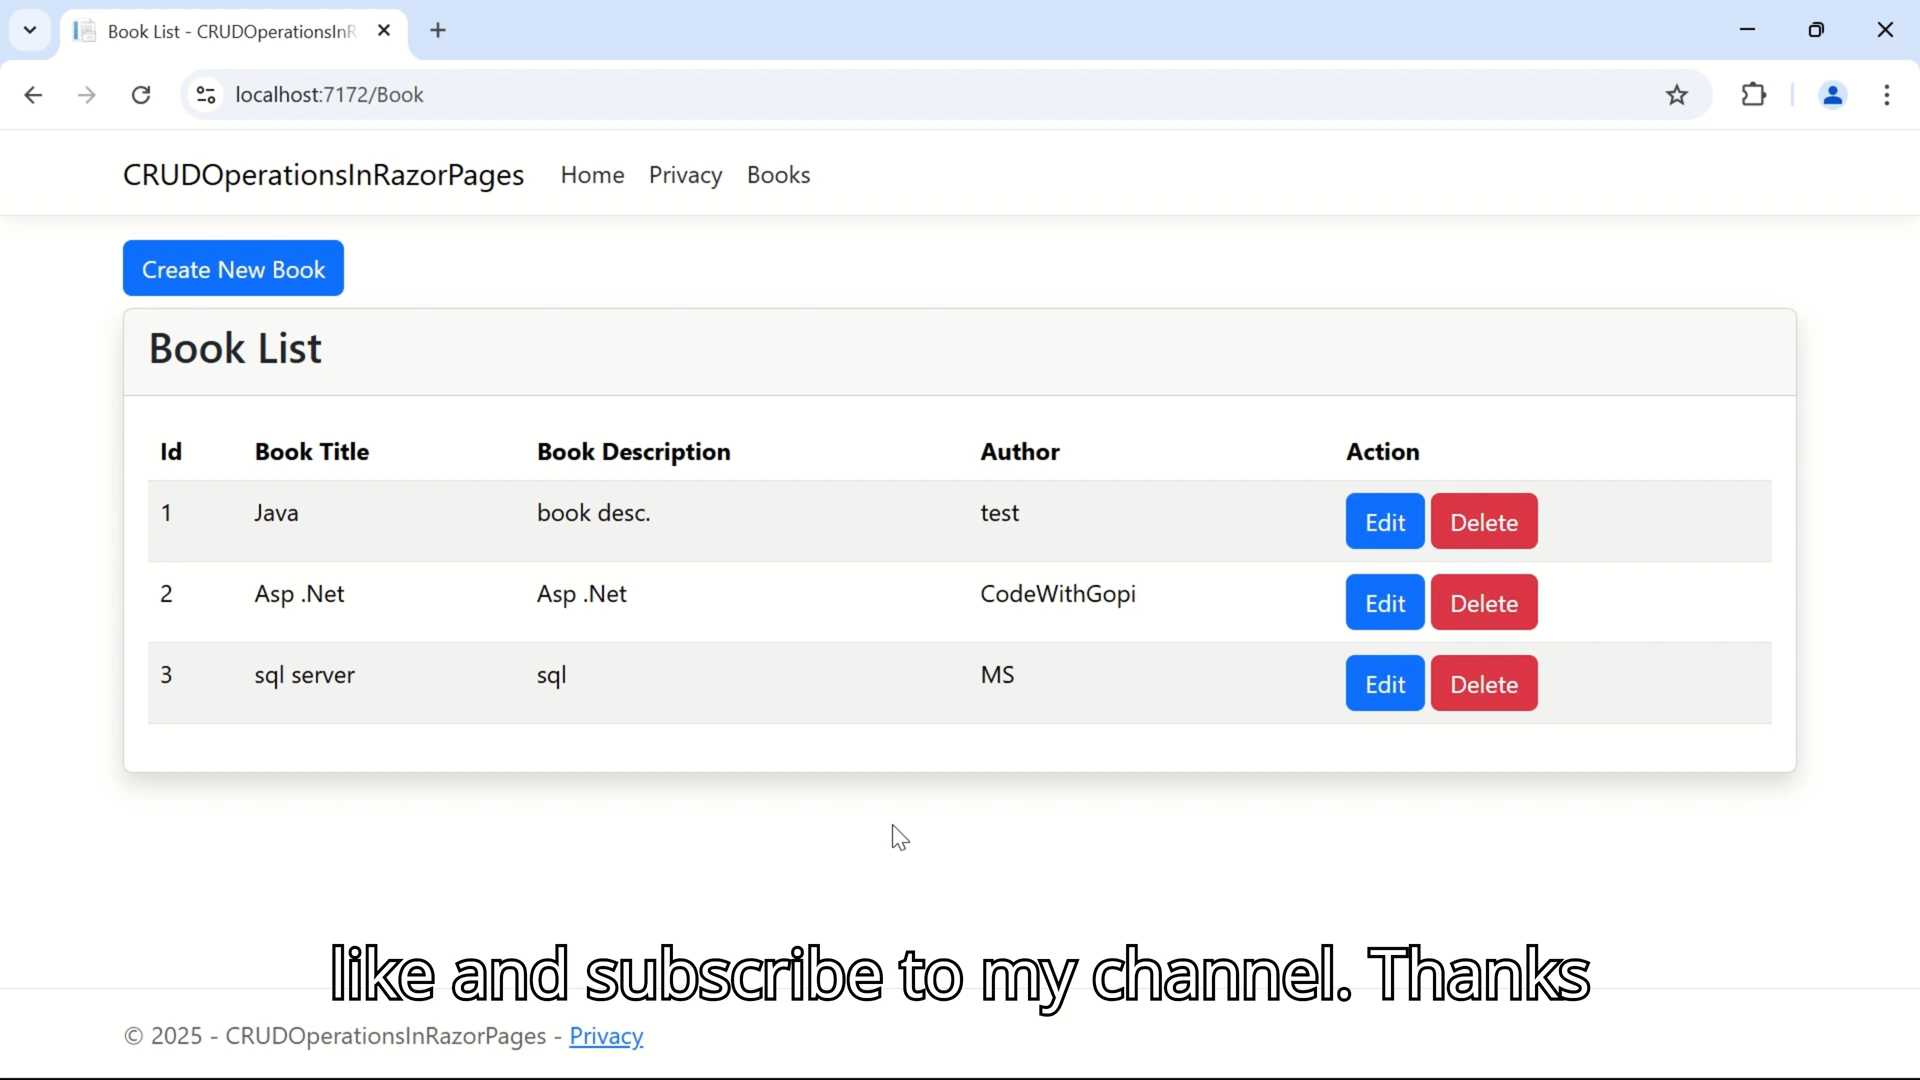 Book List - CRUDOperationsInR
localhost:7172/Book
CRUDOperationsInRazorPages Home Privacy Books
Create New Book
Book List
Id Book Title Book Description Author Action
1 Java book desc. test Edit Delete
2 Asp .Net Asp .Net CodeWithGopi Edit Delete
3 sql server sql MS Edit Delete
like and subscribe to my channel. Thanks
© 2025 - CRUDOperationsInRazorPages - Privacy